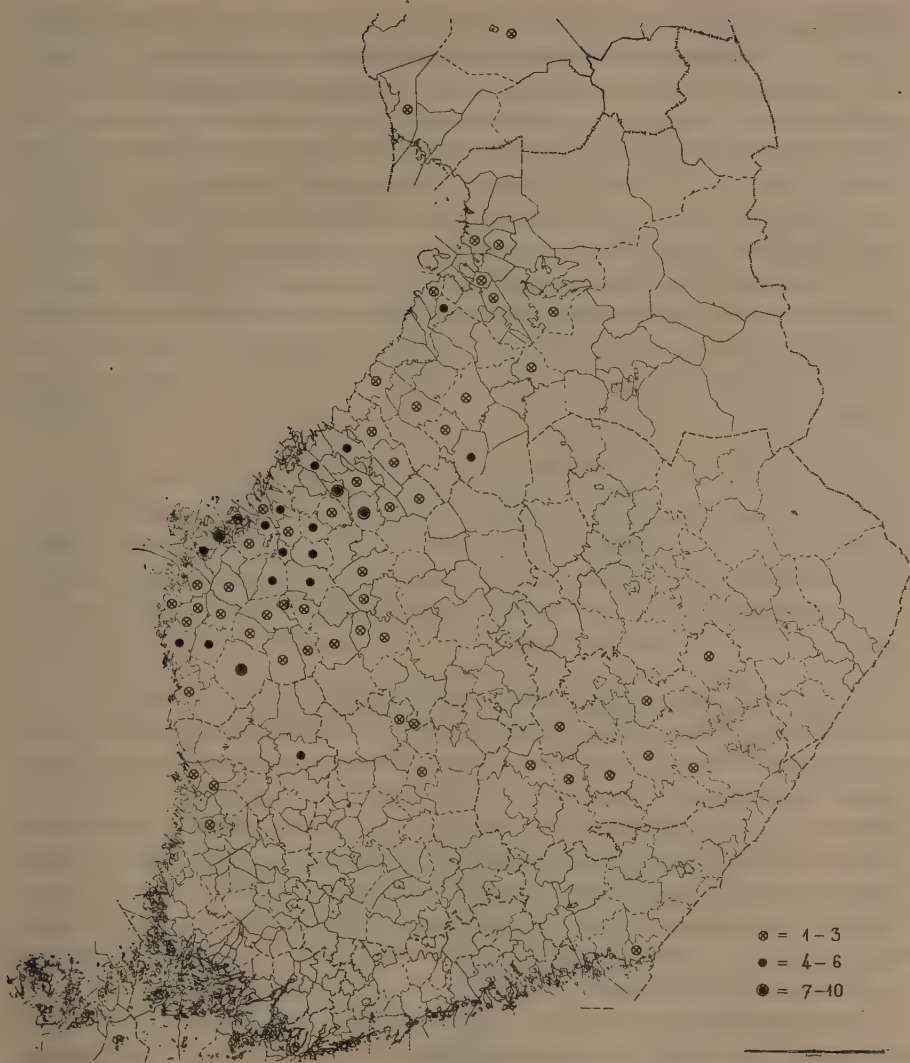 ⊗ = 1-3
● = 4-6
◉ = 7-10